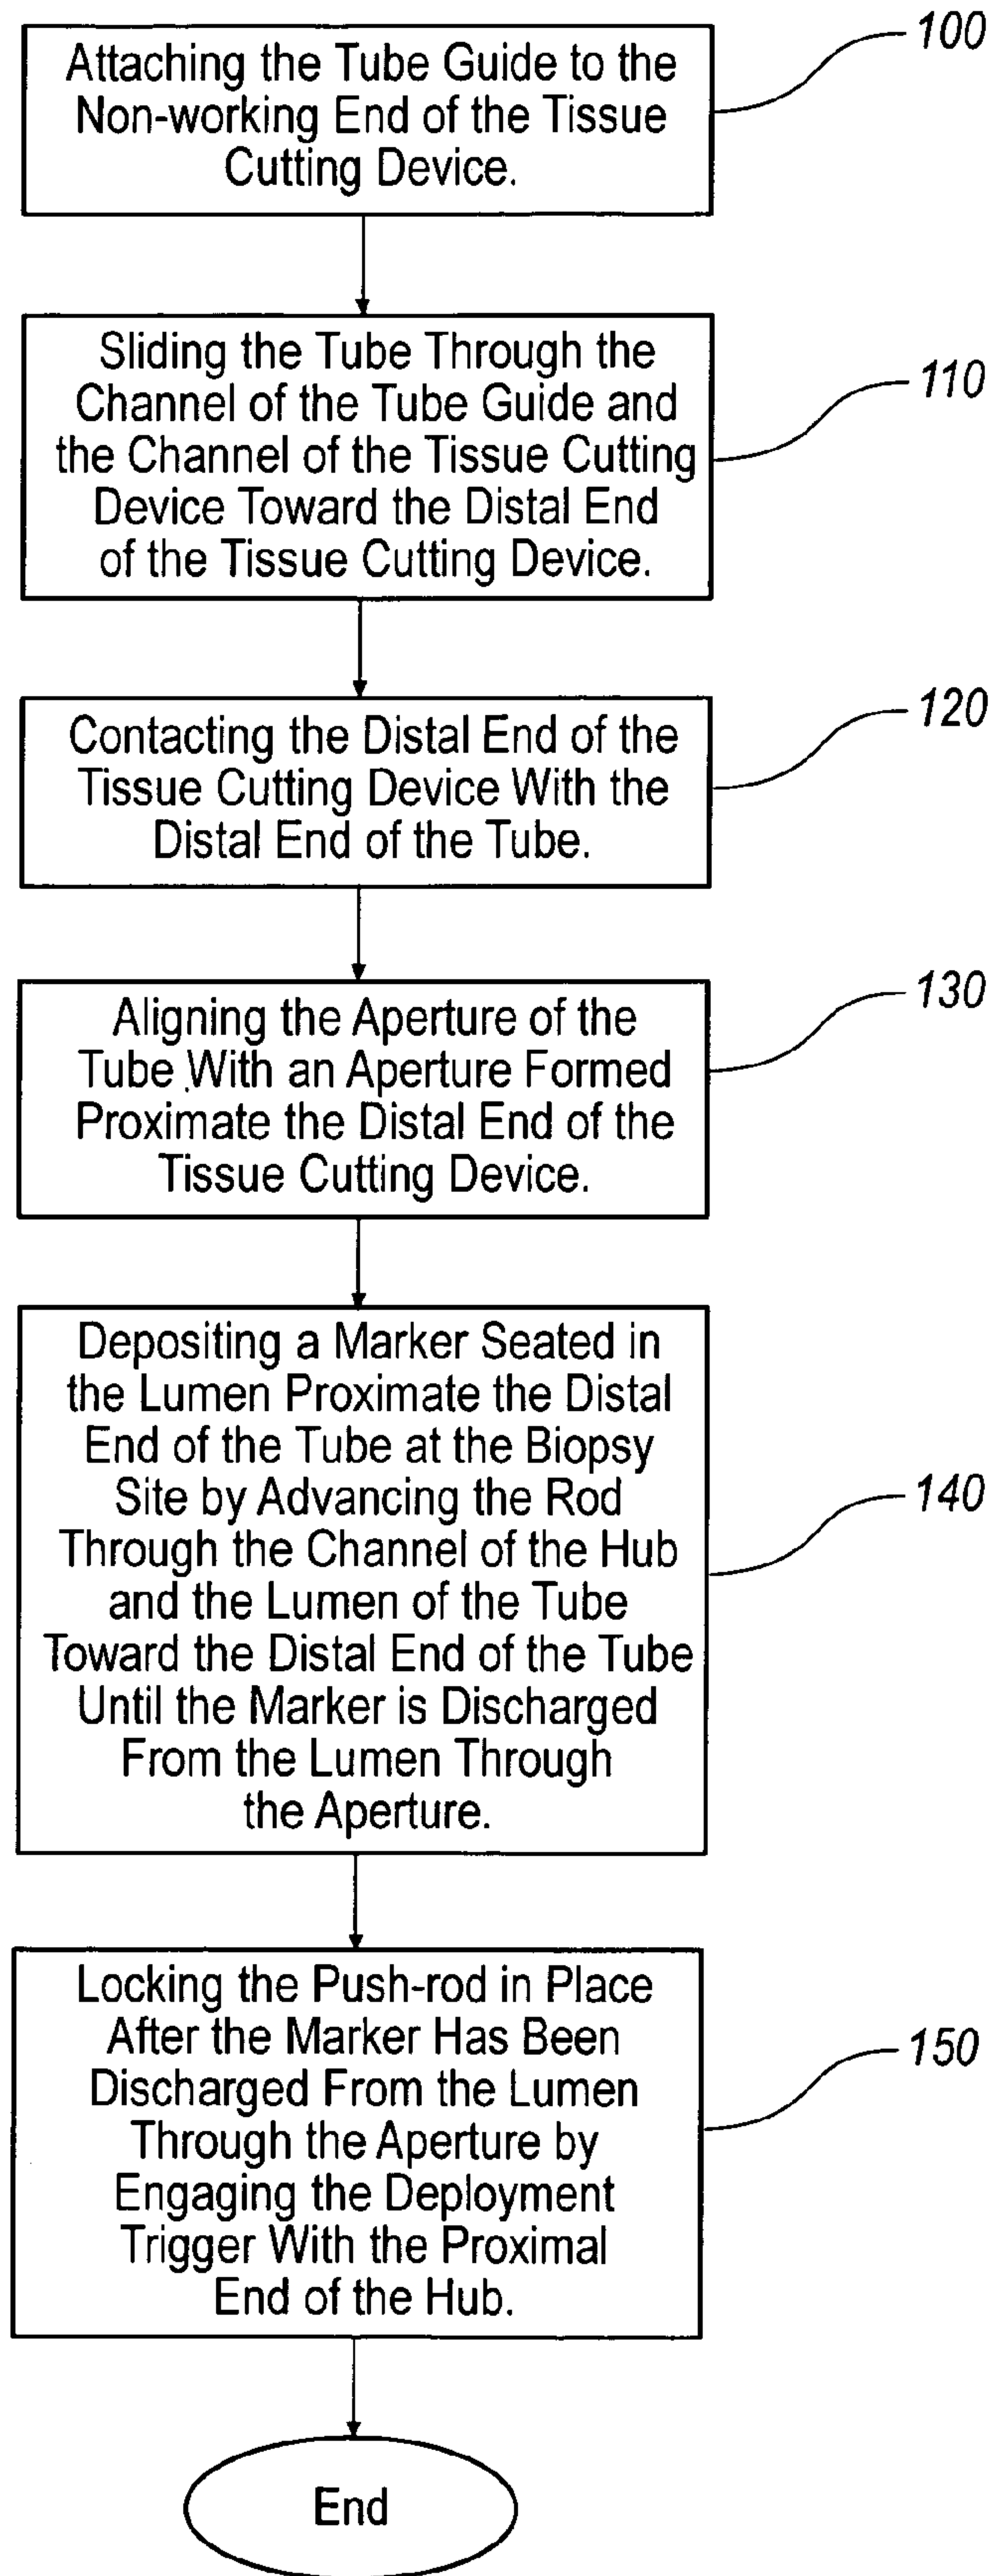 100
Attaching the Tube Guide to the
Non-working End of the Tissue
Cutting Device.
110
Sliding the Tube Through the
Channel of the Tube Guide and
the Channel of the Tissue Cutting
Device Toward the Distal End
of the Tissue Cutting Device.
120
Contacting the Distal End of the
Tissue Cutting Device With the
Distal End of the Tube.
130
Aligning the Aperture of the
Tube With an Aperture Formed
Proximate the Distal End of the
Tissue Cutting Device.
140
Depositing a Marker Seated in
the Lumen Proximate the Distal
End of the Tube at the Biopsy
Site by Advancing the Rod
Through the Channel of the Hub
and the Lumen of the Tube
Toward the Distal End of the Tube
Until the Marker is Discharged
From the Lumen Through
the Aperture.
150
Locking the Push-rod in Place
After the Marker Has Been
Discharged From the Lumen
Through the Aperture by
Engaging the Deployment
Trigger With the Proximal
End of the Hub.
End